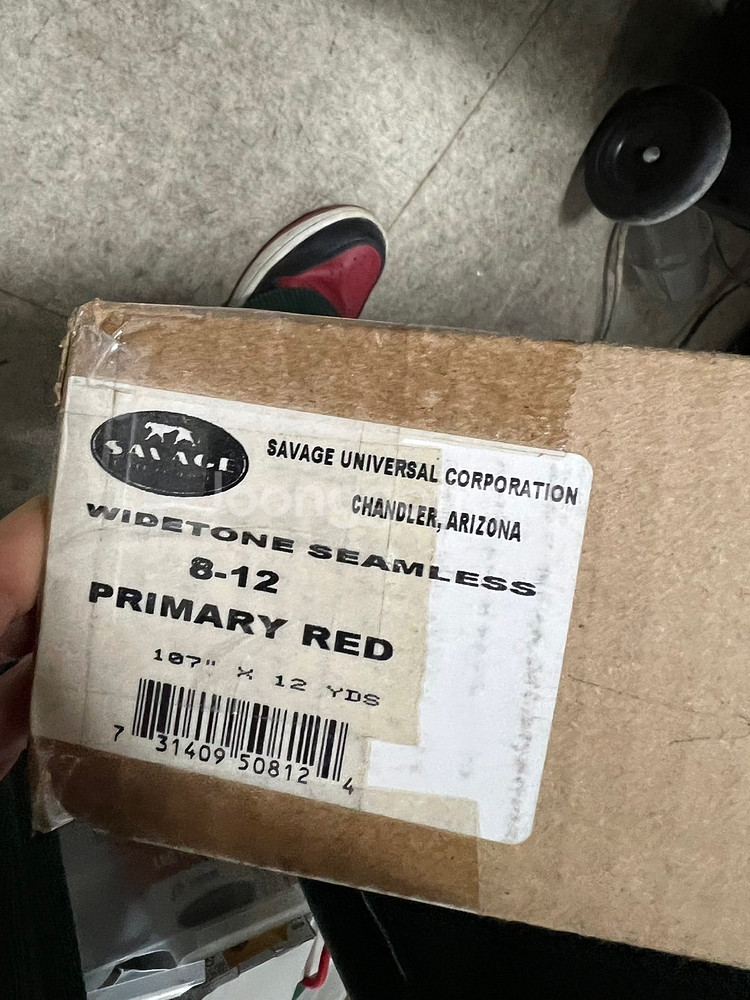 SAVAGE
SAVAGE UNIVERSAL CORPORATION
CHANDLER, ARIZONA
WIDETONE SEAMLESS
8-12
PRIMARY RED
107" X 12 YDS
7 31409 50812 4